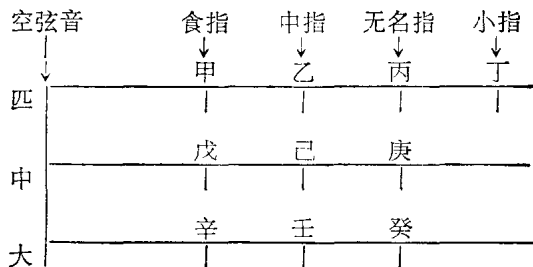 空弦音 食指 中指 无名指 小指
甲 乙 丙 丁
匹
戊 己 庚
中
辛 壬 癸
大